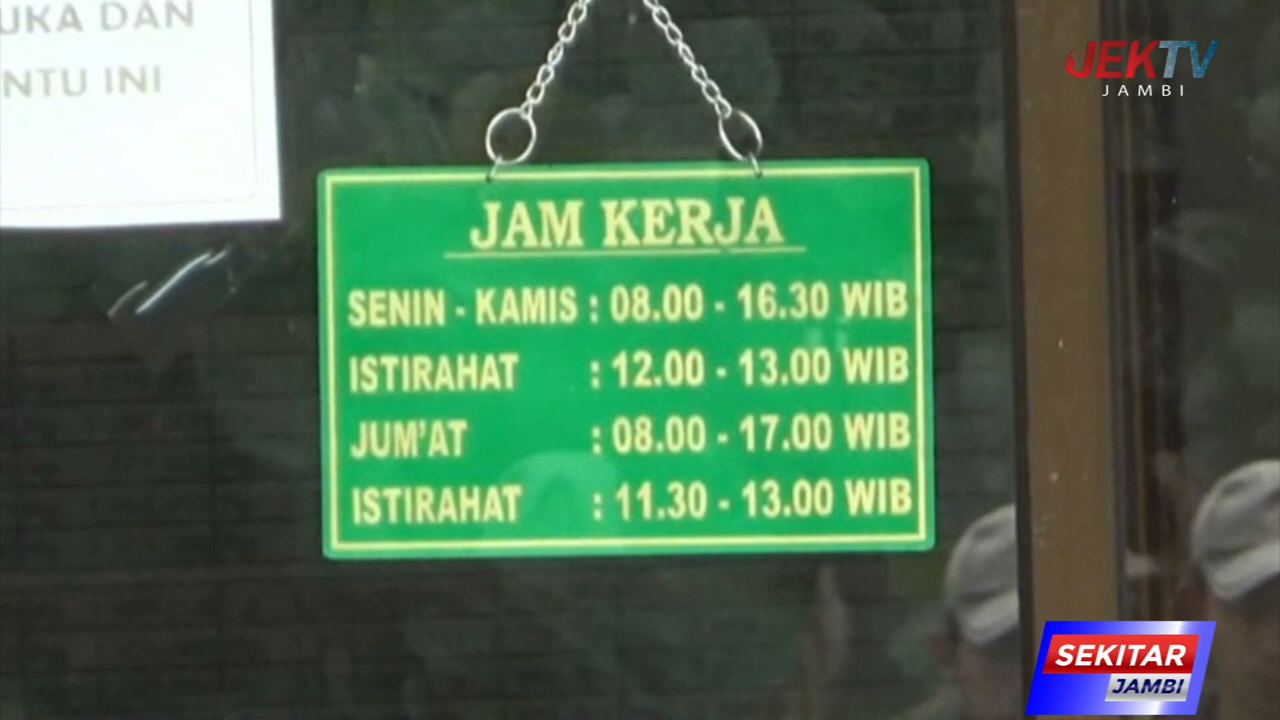 UKA DAN
NTU INI
JEKTV
JAMBI
JAM KERJA
SENIN - KAMIS : 08.00 - 16.30 WIB
ISTIRAHAT : 12.00 - 13.00 WIB
JUM'AT : 08.00 - 17.00 WIB
ISTIRAHAT : 11.30 - 13.00 WIB
SEKITAR
JAMBI